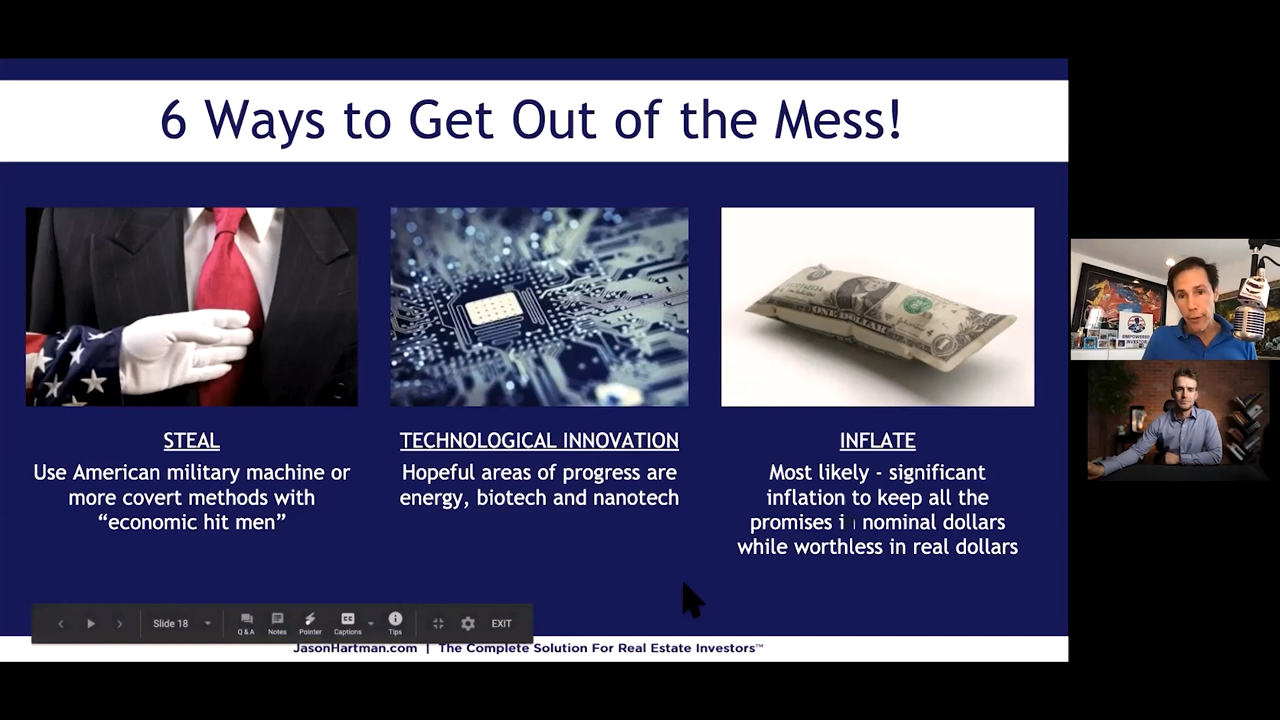 6 Ways to Get Out of the Mess!
STEAL
Use American military machine or
more covert methods with
“economic hit men”
TECHNOLOGICAL INNOVATION
Hopeful areas of progress are
energy, biotech and nanotech
ONE DOLLAR
INFLATE
Most likely - significant
inflation to keep all the
promises i nominal dollars
while worthless in real dollars
EMPOWERED
INVESTOR
Slide 18
Q & A
Notes
Pointer
Captions
Tips
EXIT
JasonHartman.com | The Complete Solution For Real Estate Investors™